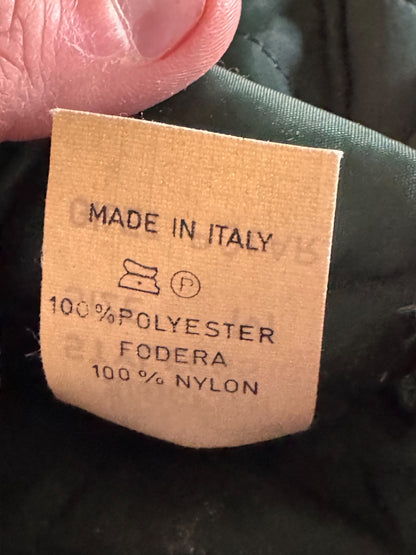 MADE IN ITALY
P
100%POLYESTER
FODERA
100% NYLON